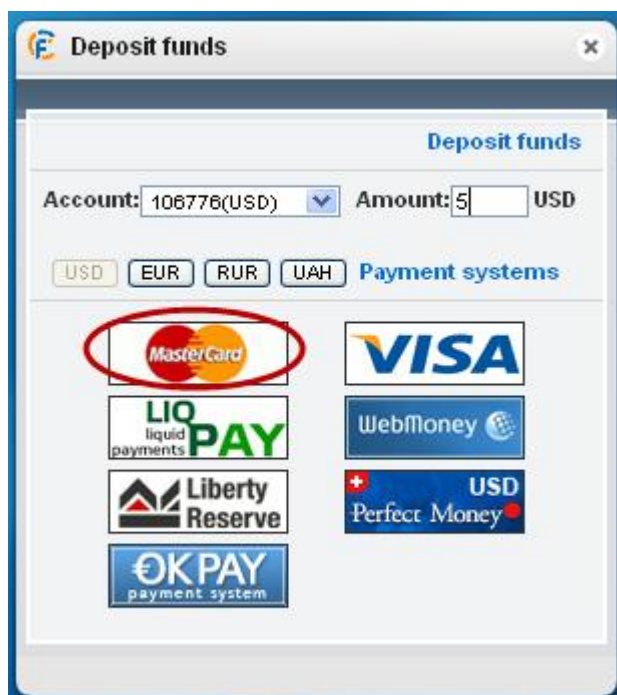 Deposit funds
Deposit funds
Account: 106776(USD) Amount: 5 USD
USD EUR RUR UAH Payment systems
MasterCard
VISA
LIQ
liquid
payments
PAY
WebMoney
Liberty
Reserve
USD
Perfect Money
€OKPAY
payment system